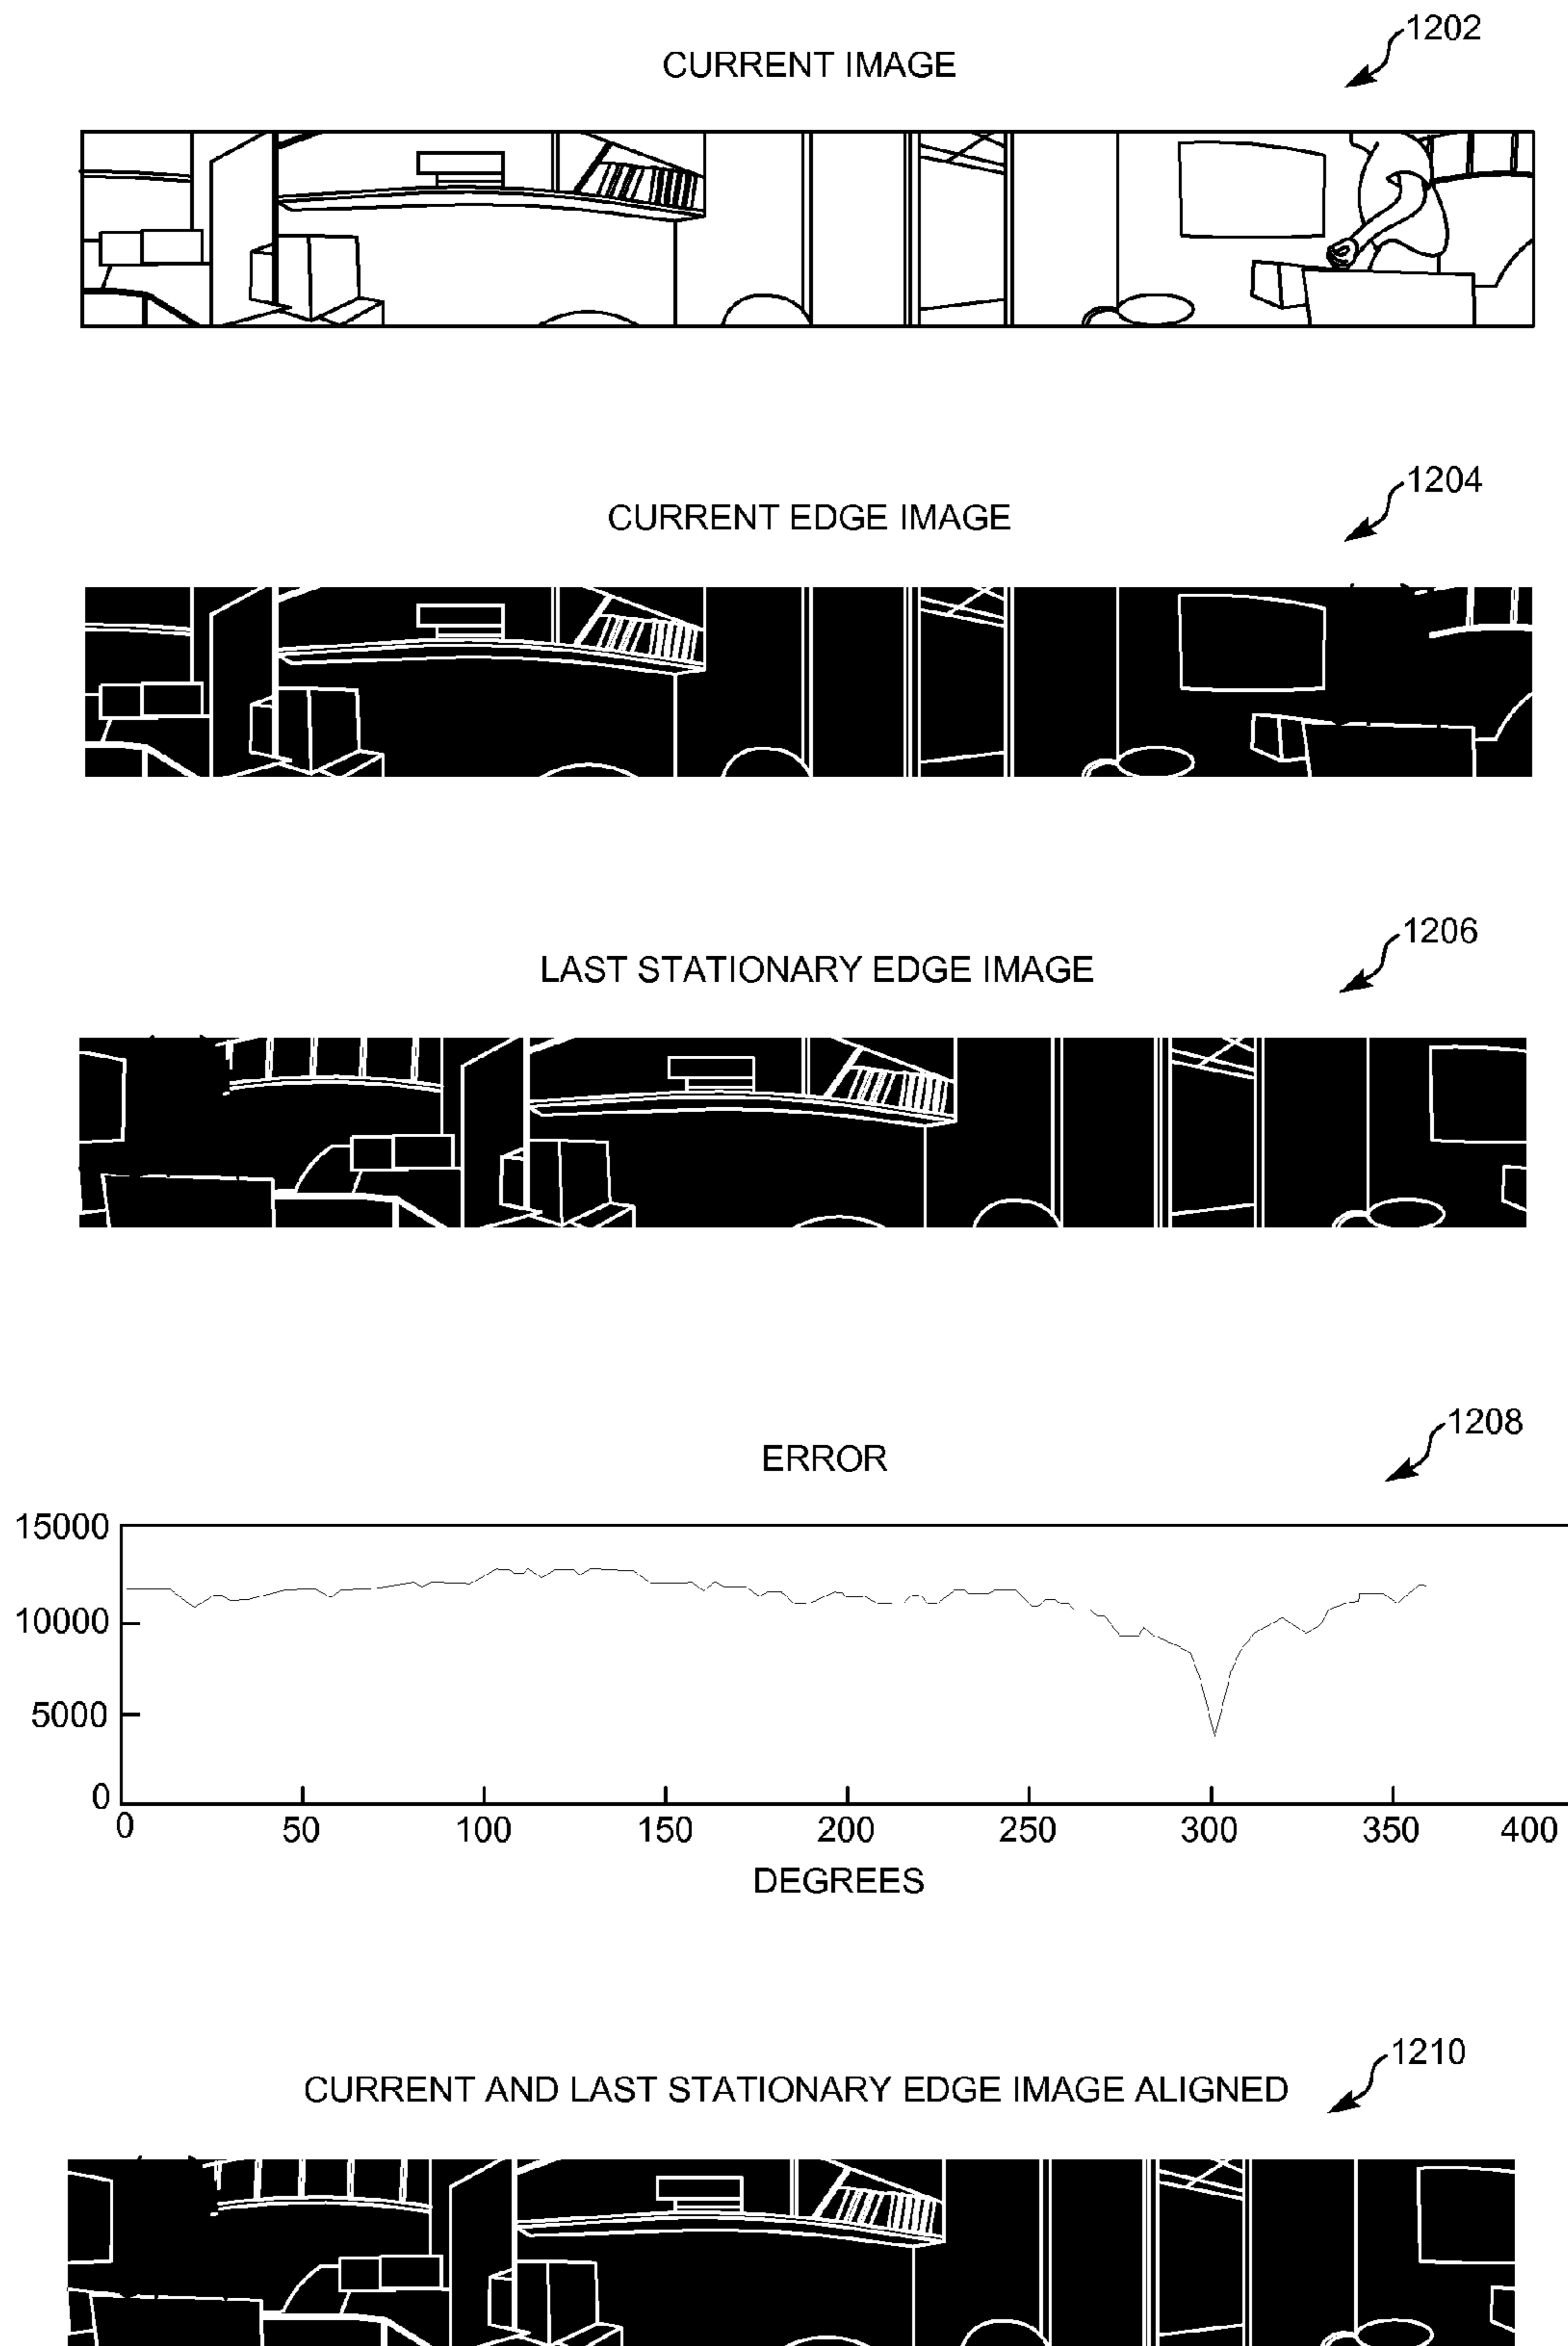 1202
CURRENT IMAGE
1204
CURRENT EDGE IMAGE
1206
LAST STATIONARY EDGE IMAGE
1208
ERROR
15000
10000
5000
0
0 50 100 150 200 250 300 350 400
DEGREES
1210
CURRENT AND LAST STATIONARY EDGE IMAGE ALIGNED